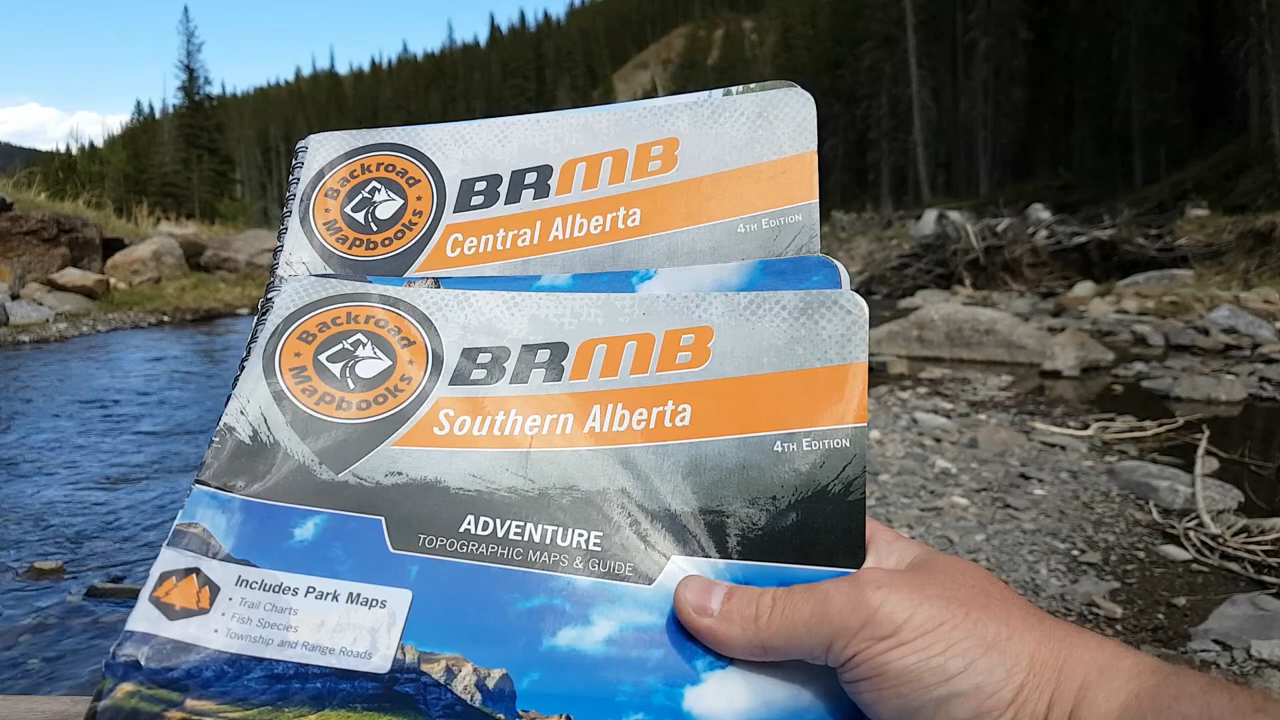 Backroad
Mapbooks
BRMB
Central Alberta
4TH EDITION
Backroad
Mapbooks
BRMB
Southern Alberta
4TH EDITION
ADVENTURE
TOPOGRAPHIC MAPS & GUIDE
Includes Park Maps
• Trail Charts
• Fish Species
• Township and Range Roads